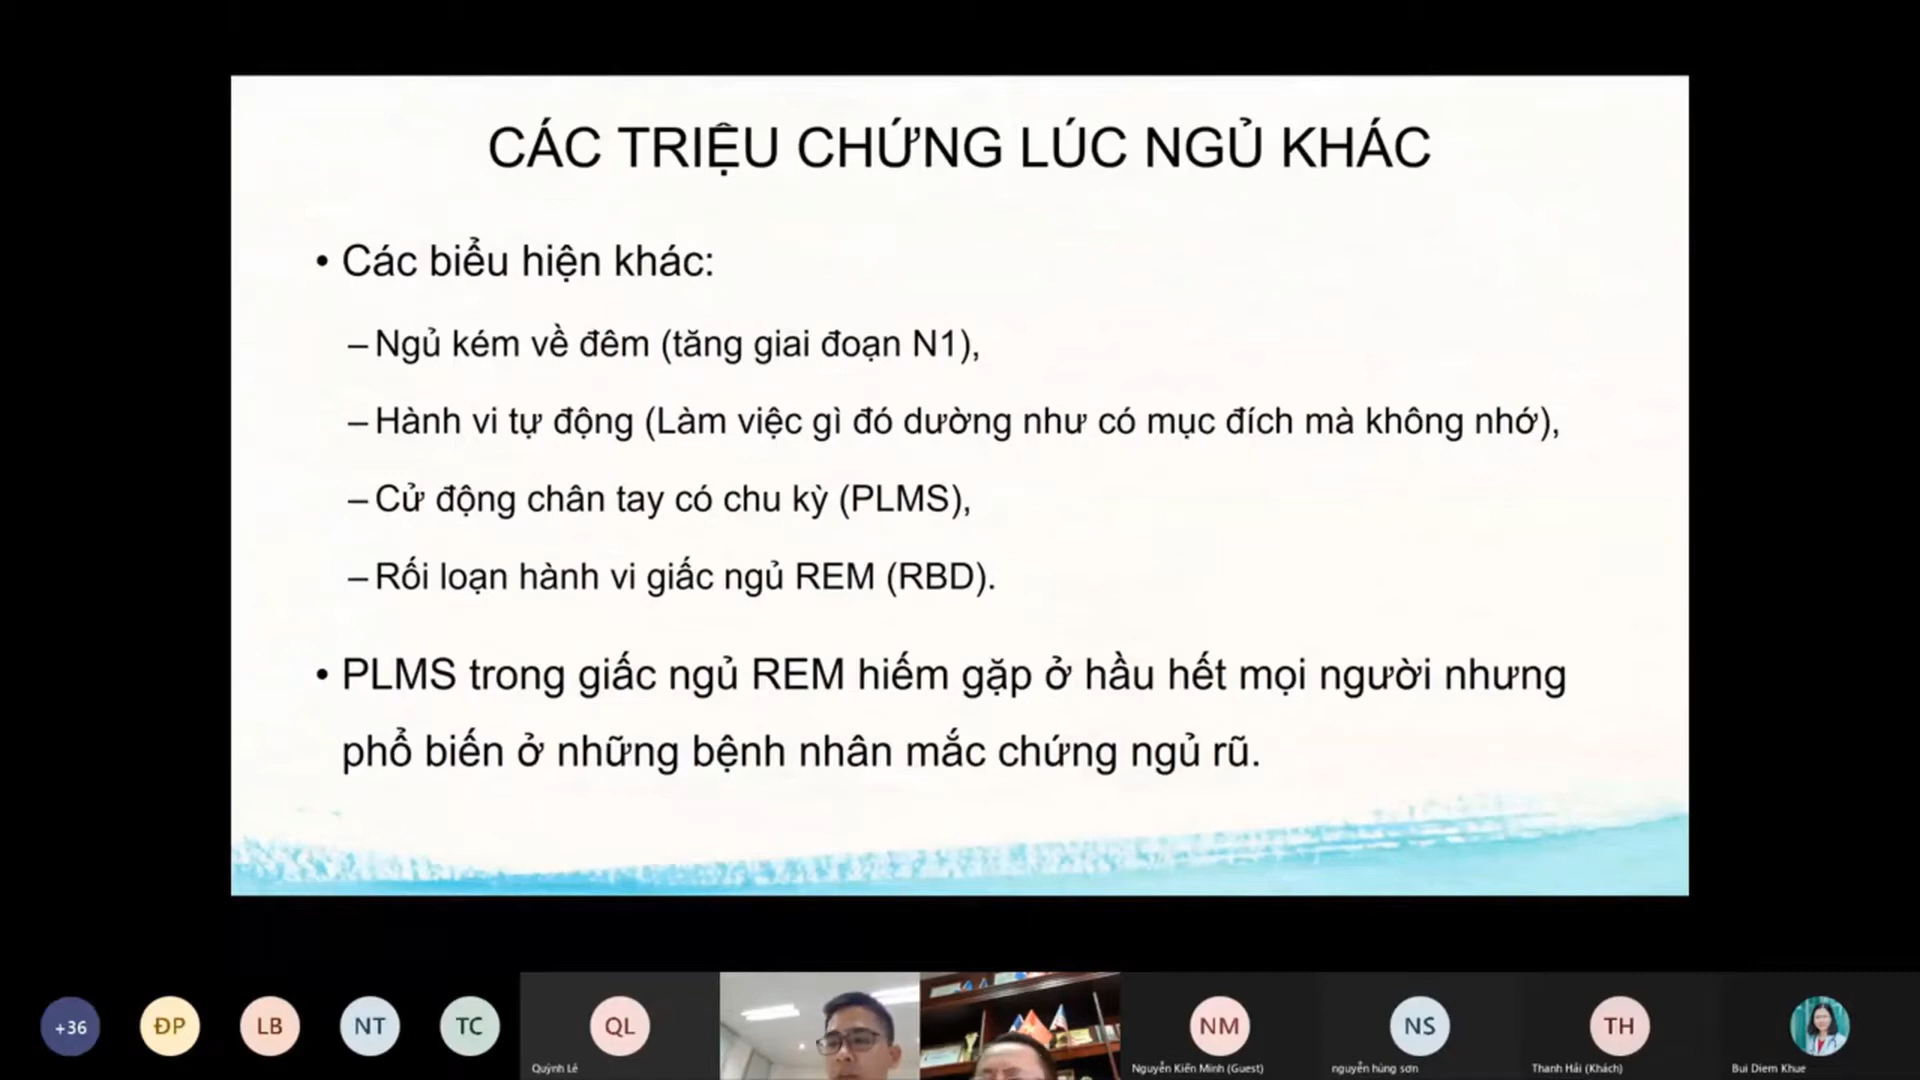 CÁC TRIỆU CHỨNG LÚC NGỦ KHÁC
• Các biểu hiện khác:
– Ngủ kém về đêm (tăng giai đoạn N1),
– Hành vi tự động (Làm việc gì đó dường như có mục đích mà không nhớ),
– Cử động chân tay có chu kỳ (PLMS),
– Rối loạn hành vi giấc ngủ REM (RBD).
• PLMS trong giấc ngủ REM hiếm gặp ở hầu hết mọi người nhưng
phổ biến ở những bệnh nhân mắc chứng ngủ rũ.
+36 ĐP LB NT TC QL NM NS TH
Quỳnh Lê Nguyễn Kiến Minh (Guest) nguyễn hùng sơn Thanh Hải (Khách) Bui Diem Khue